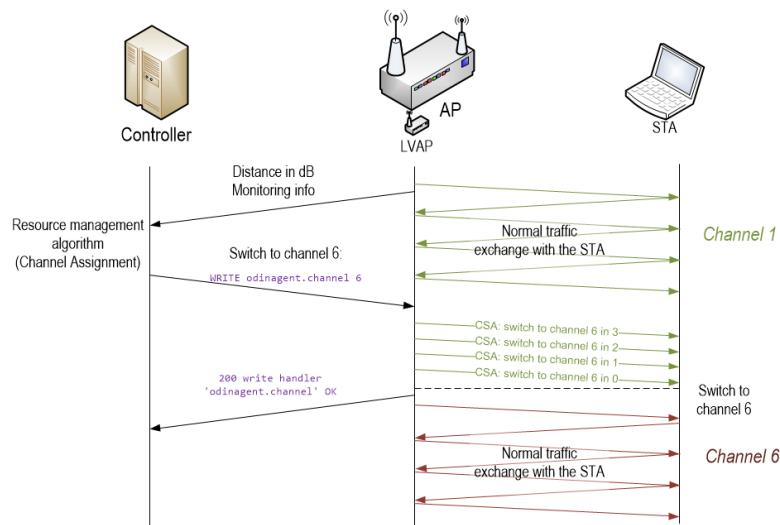 Controller
AP
LVAP
STA
Distance in dB
Monitoring info
Resource management
algorithm
(Channel Assignment)
Normal traffic
exchange with the STA
Channel 1
Switch to channel 6:
WRITE odinagent.channel 6
CSA: switch to channel 6 in 3
CSA: switch to channel 6 in 2
CSA: switch to channel 6 in 1
CSA: switch to channel 6 in 0
200 write handler
'odinagent.channel' OK
Switch to
channel 6
Normal traffic
exchange with the STA
Channel 6